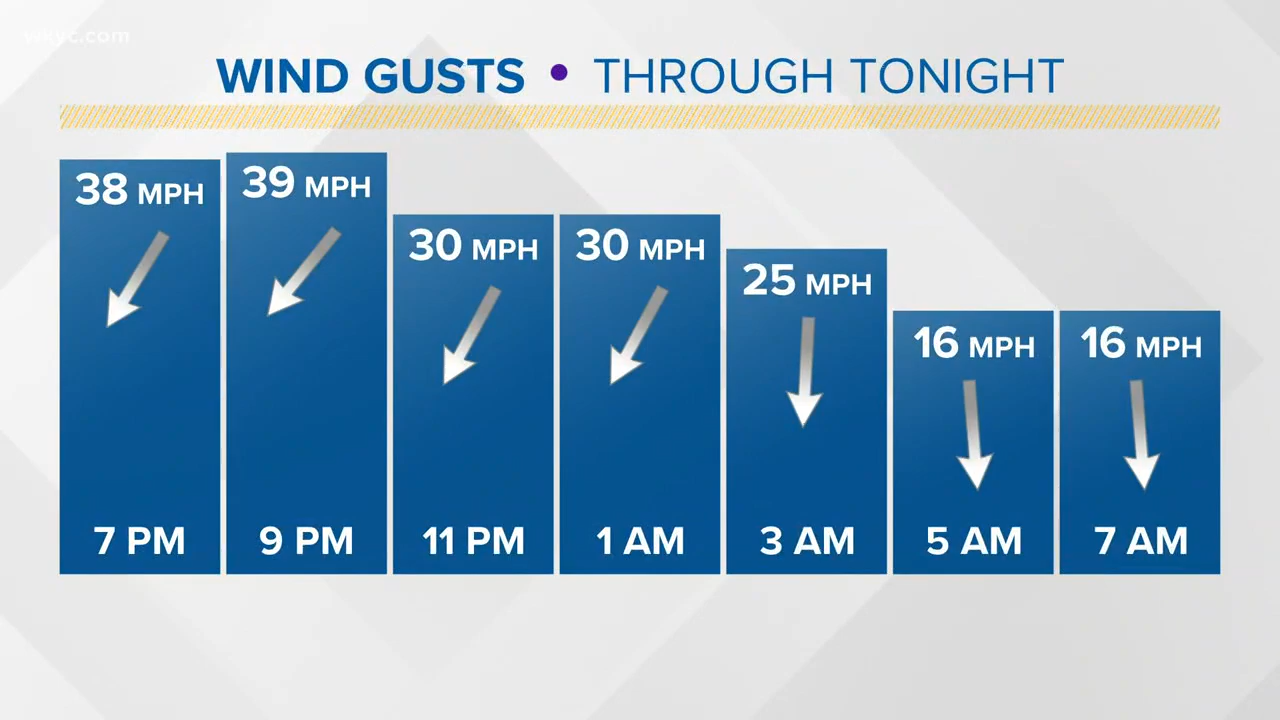 wkyc.com
WIND GUSTS • THROUGH TONIGHT
38 MPH
39 MPH
30 MPH
30 MPH
25 MPH
16 MPH
16 MPH
7 PM
9 PM
11 PM
1 AM
3 AM
5 AM
7 AM